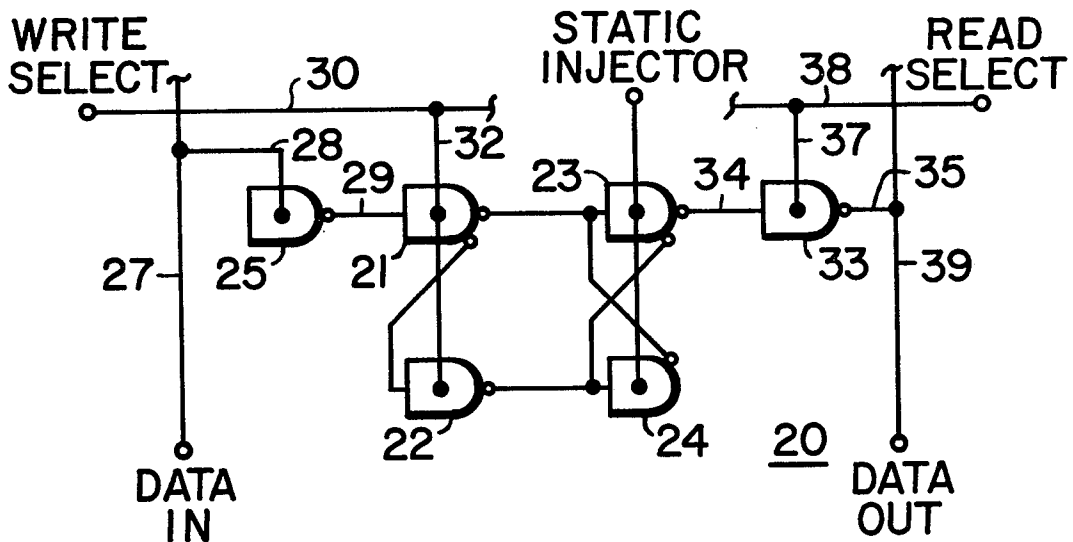 WRITE
SELECT
STATIC
INJECTOR
READ
SELECT
30
38
28
32
37
29
23
34
35
25
21
33
27
39
22
24
20
DATA
IN
DATA
OUT